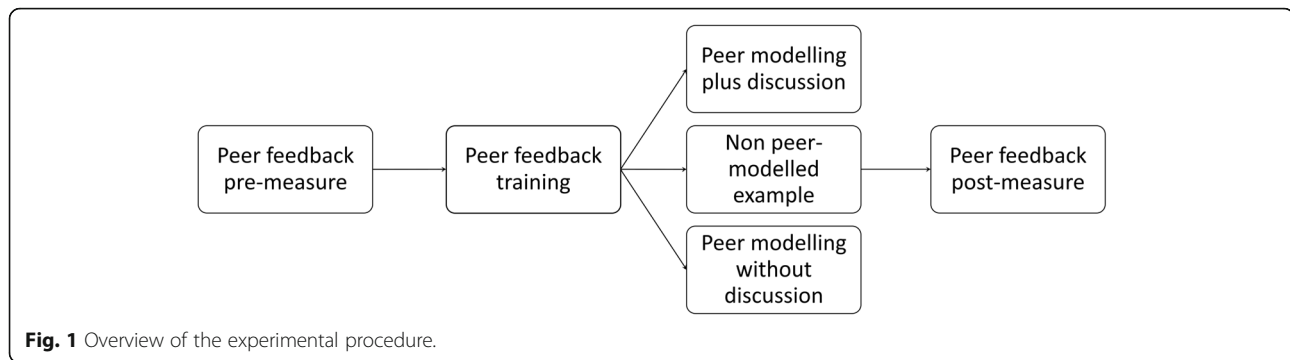 Peer feedback
pre-measure
Peer feedback
training
Peer modelling
plus discussion
Non peer-
modelled
example
Peer modelling
without
discussion
Peer feedback
post-measure
Fig. 1 Overview of the experimental procedure.